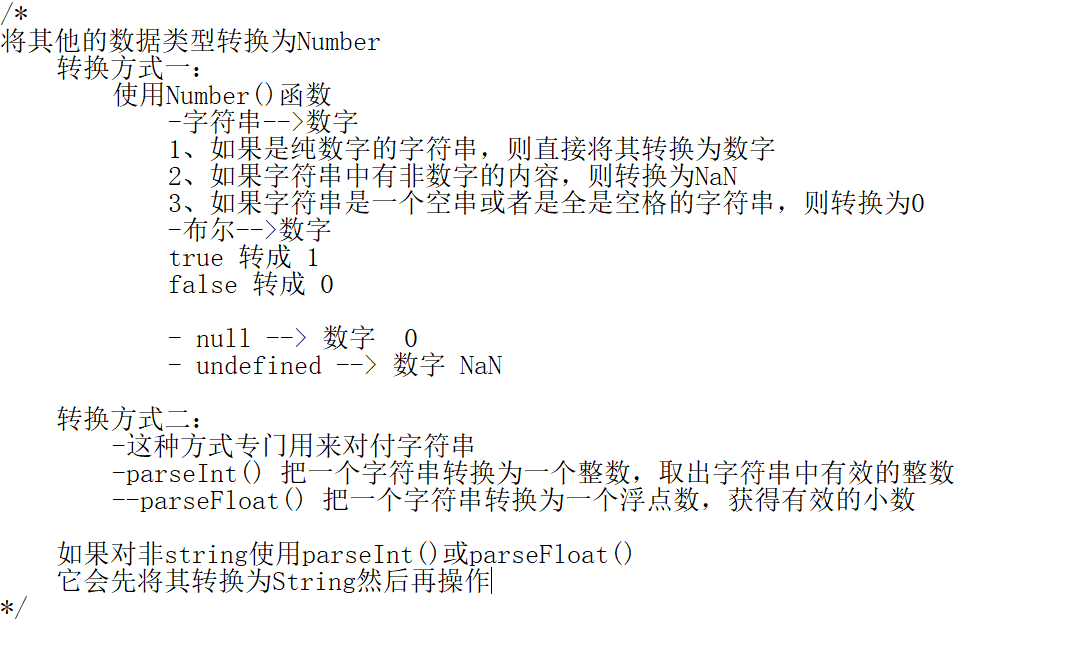 /*
将其他的数据类型转换为Number
转换方式一：
使用Number()函数
-字符串-->数字
1、如果是纯数字的字符串，则直接将其转换为数字
2、如果字符串中有非数字的内容，则转换为NaN
3、如果字符串是一个空串或者是全是空格的字符串，则转换为0
-布尔-->数字
true 转成 1
false 转成 0
- null --> 数字  0
- undefined --> 数字 NaN
转换方式二：
-这种方式专门用来对付字符串
-parseInt() 把一个字符串转换为一个整数，取出字符串中有效的整数
--parseFloat() 把一个字符串转换为一个浮点数，获得有效的小数
如果对非string使用parseInt()或parseFloat()
它会先将其转换为String然后再操作
*/